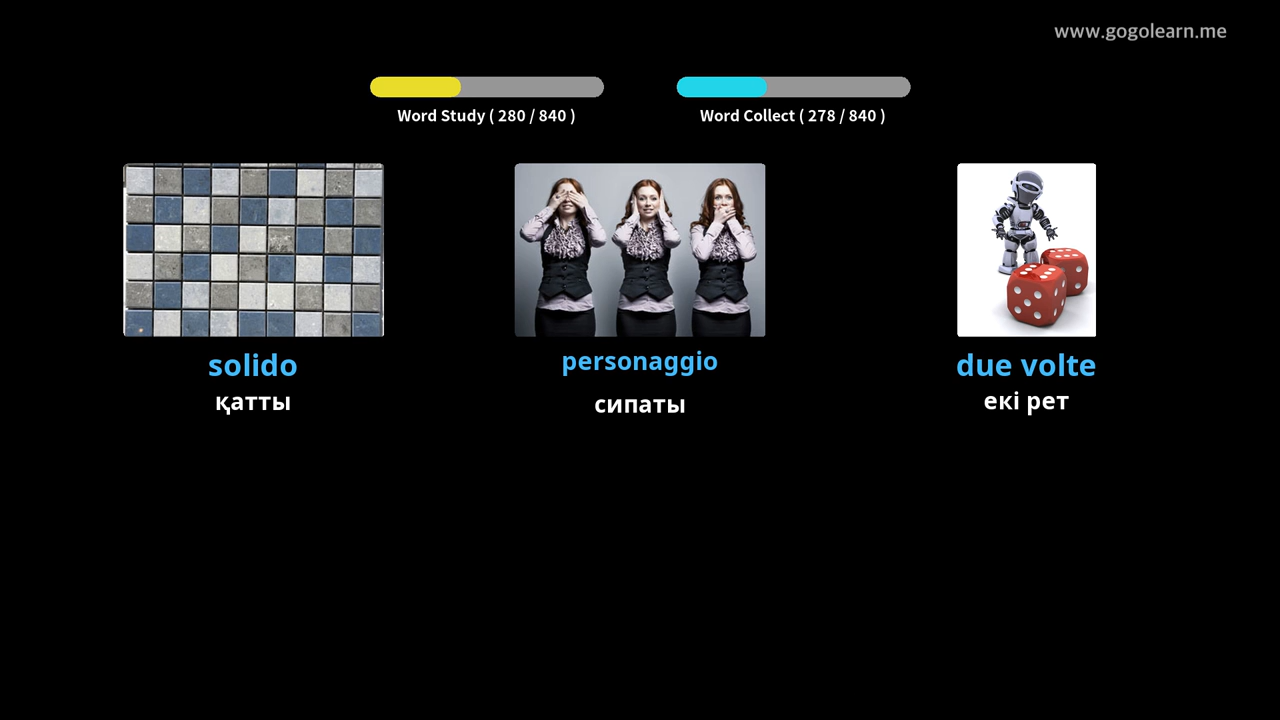 www.gogolearn.me
Word Study ( 280 / 840 )
Word Collect ( 278 / 840 )
solido
personaggio
due volte
қатты
сипаты
екі рет